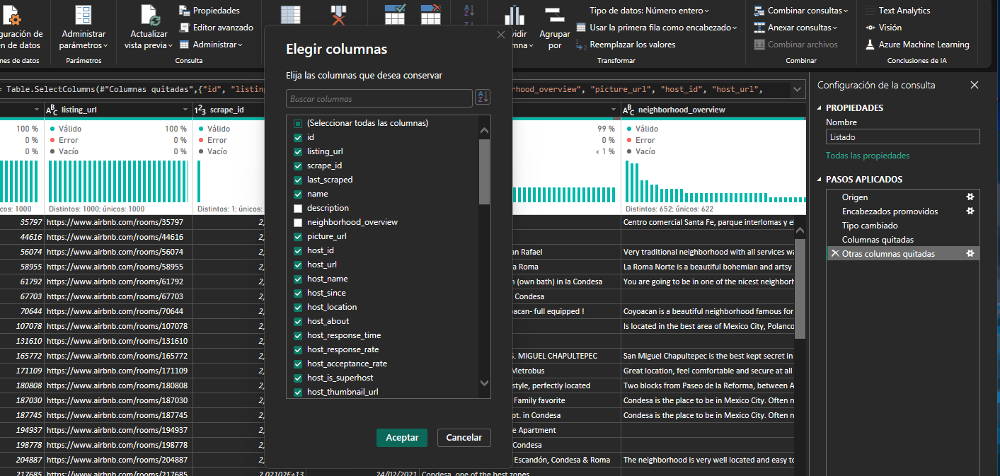 guración de
n de datos
nes de datos
Administrar
parámetros
Parámetros
Actualizar
vista previa
Propiedades
Editor avanzado
Administrar
Consulta
vidir
mna
Agrupar
por
Tipo de datos: Número entero
Usar la primera fila como encabezado
Reemplazar los valores
Transformar
Combinar consultas
Anexar consultas
Combinar archivos
Combinar
Text Analytics
Visión
Azure Machine Learning
Conclusiones de IA
= Table.SelectColumns(#"Columnas quitadas",{"id", "listing
rhood_overview", "picture_url", "host_id", "host_url",
ABC listing_url
123 scrape_id
ABC neighborhood_overview
100 %
0 %
0 %
Válido 100 %
Error 0 %
Vacío 0 %
Válido
Error
Vacío
99 %
0 %
< 1 %
Válido
Error
Vacío
cos: 1000
Distintos: 1000; únicos: 1000
Distintos: 1; únicos:
Distintos: 652; únicos: 622
35797 https://www.airbnb.com/rooms/35797 2, Centro comercial Santa Fe, parque interlomas y e
44616 https://www.airbnb.com/rooms/44616 2,
56074 https://www.airbnb.com/rooms/56074 2, an Rafael Very traditional neighborhood with all services wa
58955 https://www.airbnb.com/rooms/58955 2, a Roma La Roma Norte is a beautiful bohemian and artsy
61792 https://www.airbnb.com/rooms/61792 2, n (own bath) in la Condesa You are going to be in one of the nicest neighborh
67703 https://www.airbnb.com/rooms/67703 2, Condesa
70644 https://www.airbnb.com/rooms/70644 2, acan- full equipped ! Coyoacan is a beautiful neighborhood famous for
107078 https://www.airbnb.com/rooms/107078 2, Is located in the best area of Mexico City, Polanco
131610 https://www.airbnb.com/rooms/131610 2,
165772 https://www.airbnb.com/rooms/165772 2, S. MIGUEL CHAPULTEPEC San Miguel Chapultepec is the best kept secret in
171109 https://www.airbnb.com/rooms/171109 2, Metrobus Great location, feel comfortable and secure at all
180808 https://www.airbnb.com/rooms/180808 2, style, perfectly located Two blocks from Paseo de la Reforma, between A
187030 https://www.airbnb.com/rooms/187030 2, Family favorite Condesa is the place to be in Mexico City. Often n
187745 https://www.airbnb.com/rooms/187745 2, pt. in Condesa Condesa is the place to be in Mexico City. Often n
194937 https://www.airbnb.com/rooms/194937 2, e Apartment
198778 https://www.airbnb.com/rooms/198778 2, Condesa
204887 https://www.airbnb.com/rooms/204887 2, Escandón, Condesa & Roma The neighborhood is very well located and easy to
217685 https://www.airbnb.com/rooms/217685 2.02102E+13 24/02/2021 Condesa, one of the best zones
Elegir columnas
Elija las columnas que desea conservar
Buscar columnas
(Seleccionar todas las columnas)
id
listing_url
scrape_id
last_scraped
name
description
neighborhood_overview
picture_url
host_id
host_url
host_name
host_since
host_location
host_about
host_response_time
host_response_rate
host_acceptance_rate
host_is_superhost
host_thumbnail_url
Aceptar
Cancelar
Configuración de la consulta
PROPIEDADES
Nombre
Listado
Todas las propiedades
PASOS APLICADOS
Origen
Encabezados promovidos
Tipo cambiado
Columnas quitadas
Otras columnas quitadas